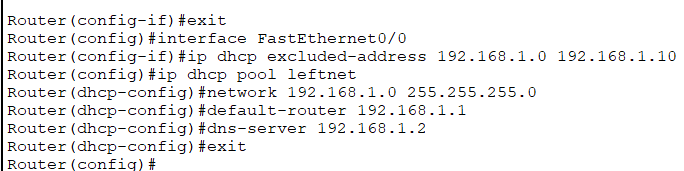 Router(config-if)#exit
Router(config)#interface FastEthernet0/0
Router(config-if)#ip dhcp excluded-address 192.168.1.0 192.168.1.10
Router(config)#ip dhcp pool leftnet
Router(dhcp-config)#network 192.168.1.0 255.255.255.0
Router(dhcp-config)#default-router 192.168.1.1
Router(dhcp-config)#dns-server 192.168.1.2
Router(dhcp-config)#exit
Router(config)#